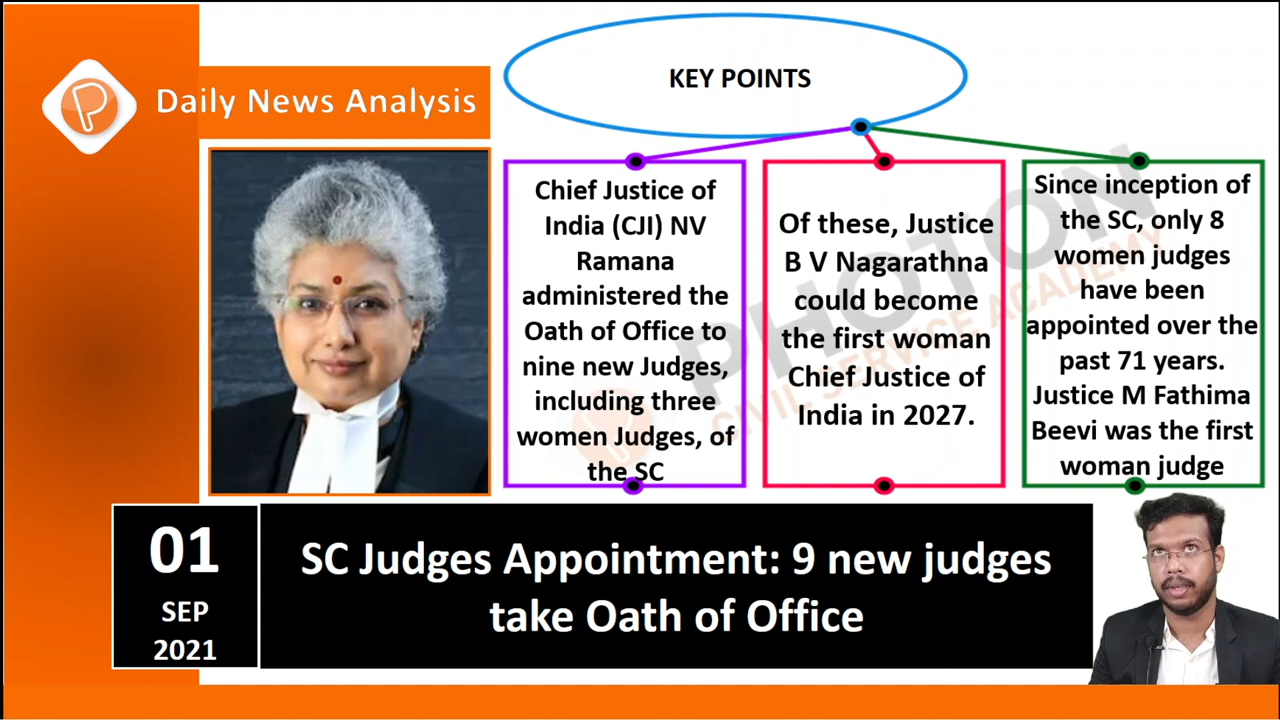 Daily News Analysis
KEY POINTS
Chief Justice of
India (CJI) NV
Ramana
administered the
Oath of Office to
nine new Judges,
including three
women Judges, of
the SC
Of these, Justice
B V Nagarathna
could become
the first woman
Chief Justice of
India in 2027.
Since inception of
the SC, only 8
women judges
have been
appointed over the
past 71 years.
Justice M Fathima
Beevi was the first
woman judge
PHOTON
CIVIL SERVICE ACADEMY
01
SEP
2021
SC Judges Appointment: 9 new judges
take Oath of Office